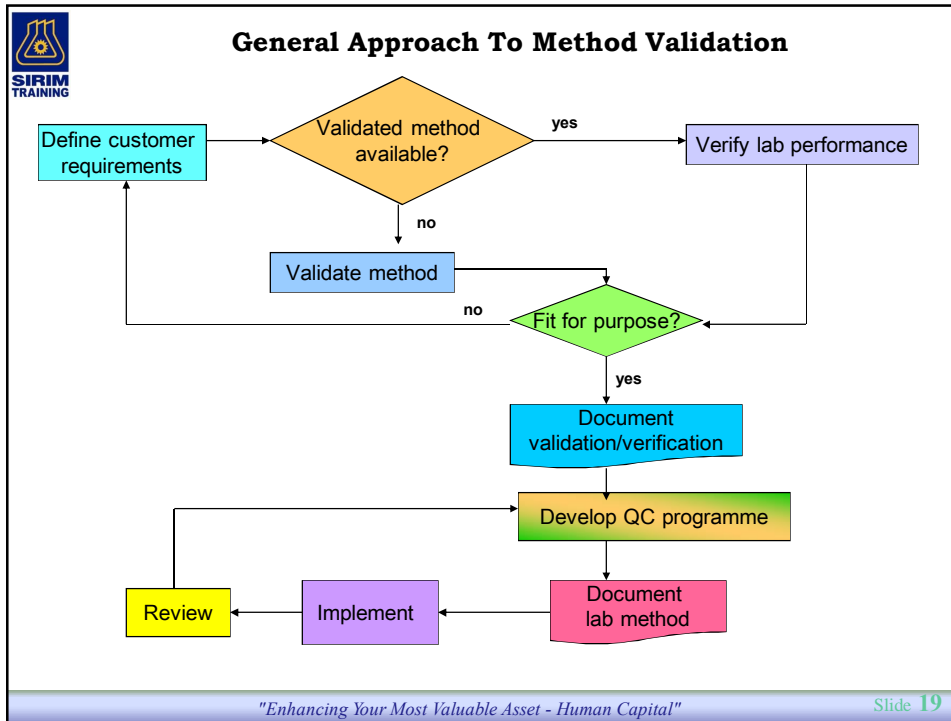 General Approach To Method Validation
SIRIM
TRAINING
Define customer
requirements
Validated method
available?
yes
Verify lab performance
no
Validate method
no
Fit for purpose?
yes
Document
validation/verification
Develop QC programme
Review
Implement
Document
lab method
"Enhancing Your Most Valuable Asset - Human Capital"
Slide 19